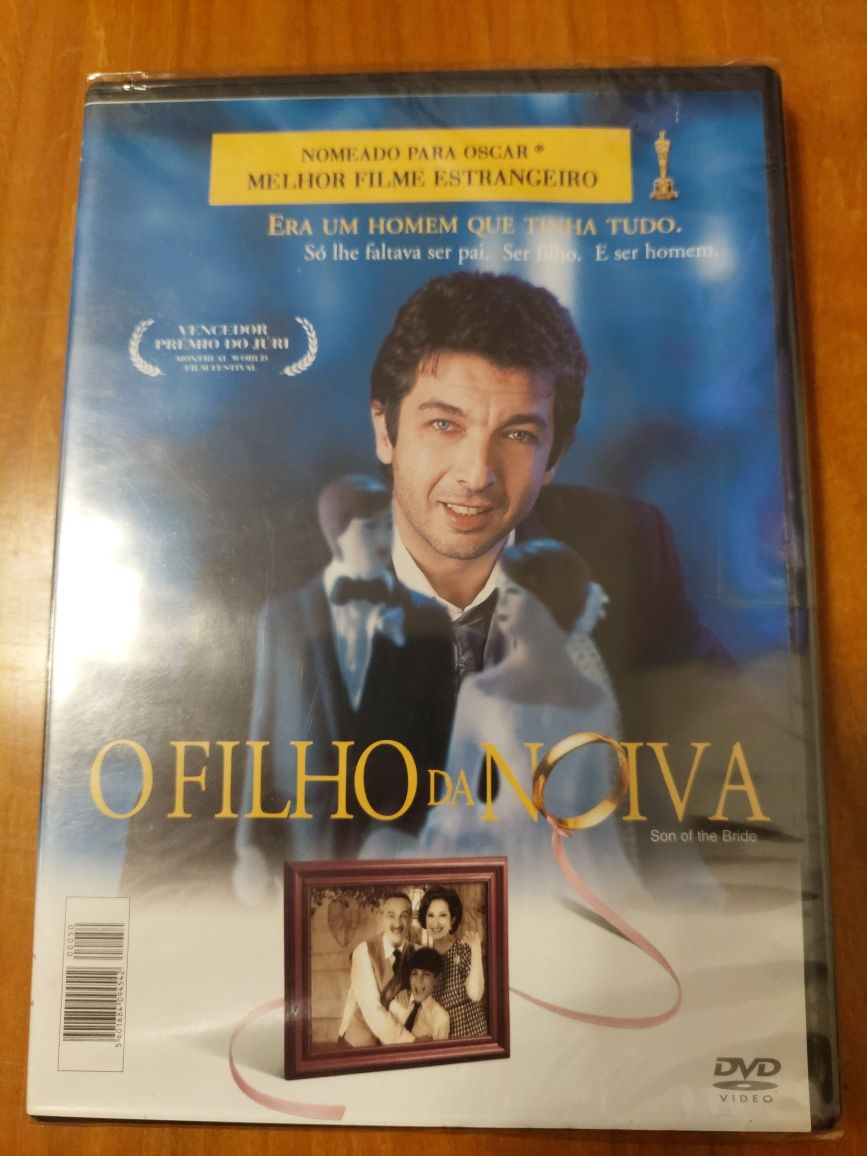 NOMEADO PARA OSCAR ®
MELHOR FILME ESTRANGEIRO
ERA UM HOMEM QUE TINHA TUDO.
Só lhe faltava ser pai. Ser filho. E ser homem.
VENCEDOR
PRÉMIO DO JÚRI
MONTREAL WORLD
FILM FESTIVAL
O FILHO DA NOIVA
Son of the Bride
00050
5601684094542
DVD
VIDEO